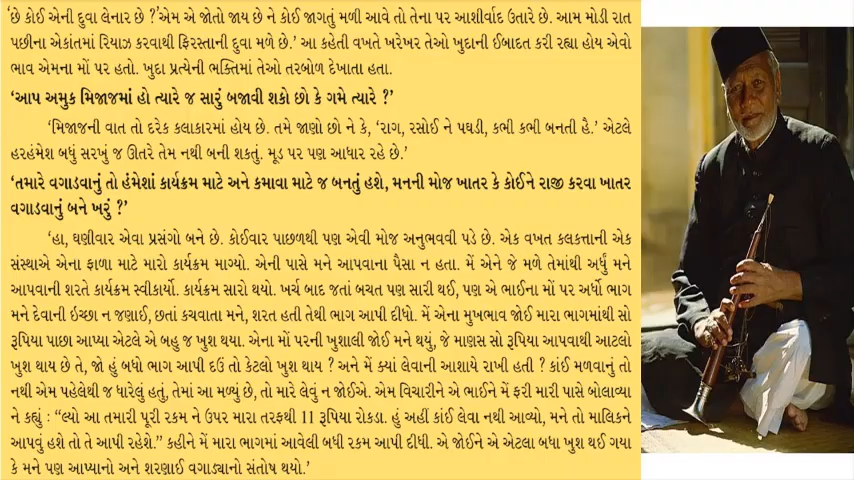 'છે કોઈ એની દુવા લેનાર છે ?'એમ એ જોતો જાય છે ને કોઈ જાગતું મળી આવે તો તેના પર આશીર્વાદ ઉતારે છે. આમ મોડી રાત
પછીના એકાંતમાં રિયાઝ કરવાથી ફિરસ્તાની દુવા મળે છે.' આ કહેતી વખતે ખરેખર તેઓ ખુદાની ઈબાદત કરી રહ્યા હોય એવો
ભાવ એમના મોં પર હતો. ખુદા પ્રત્યેની ભક્તિમાં તેઓ તરબોળ દેખાતા હતા.
'આપ અમુક મિજાજમાં હો ત્યારે જ સારું બજાવી શકો છો કે ગમે ત્યારે ?'
'મિજાજની વાત તો દરેક કલાકારમાં હોય છે. તમે જાણો છો ને કે, 'રાગ, રસોઈ ને પઘડી, કભી કભી બનતી હૈ.' એટલે
હરહંમેશ બધું સરખું જ ઊતરે તેમ નથી બની શકતું. મૂડ પર પણ આધાર રહે છે.'
'તમારે વગાડવાનું તો હંમેશાં કાર્યક્રમ માટે અને કમાવા માટે જ બનતું હશે, મનની મોજ ખાતર કે કોઈને રાજી કરવા ખાતર
વગાડવાનું બને ખરું ?'
'હા, ઘણીવાર એવા પ્રસંગો બને છે. કોઈવાર પાછળથી પણ એવી મોજ અનુભવવી પડે છે. એક વખત કલકત્તાની એક
સંસ્થાએ એના ફાળા માટે મારો કાર્યક્રમ માગ્યો. એની પાસે મને આપવાના પૈસા ન હતા. મેં એને જે મળે તેમાંથી અર્ધું મને
આપવાની શરતે કાર્યક્રમ સ્વીકાર્યો. કાર્યક્રમ સારો થયો. ખર્ચ બાદ જતાં બચત પણ સારી થઈ, પણ એ ભાઈના મોં પર અર્ધો ભાગ
મને દેવાની ઇચ્છા ન જણાઈ, છતાં કચવાતા મને, શરત હતી તેથી ભાગ આપી દીધો. મેં એના મુખભાવ જોઈ મારા ભાગમાંથી સો
રૂપિયા પાછા આપ્યા એટલે એ બહુ જ ખુશ થયા. એના મોં પરની ખુશાલી જોઈ મને થયું, જે માણસ સો રૂપિયા આપવાથી આટલો
ખુશ થાય છે તે, જો હું બધો ભાગ આપી દઉં તો કેટલો ખુશ થાય ? અને મેં ક્યાં લેવાની આશાયે રાખી હતી ? કાંઈ મળવાનું તો
નથી એમ પહેલેથી જ ધારેલું હતું, તેમાં આ મળ્યું છે, તો મારે લેવું ન જોઈએ. એમ વિચારીને એ ભાઈને મેં ફરી મારી પાસે બોલાવ્યા
ને કહ્યું : "લ્યો આ તમારી પૂરી રકમ ને ઉપર મારા તરફથી 11 રૂપિયા રોકડા. હું અહીં કાંઈ લેવા નથી આવ્યો, મને તો માલિકને
આપવું હશે તો તે આપી રહેશે." કહીને મેં મારા ભાગમાં આવેલી બધી રકમ આપી દીધી. એ જોઈને એ એટલા બધા ખુશ થઈ ગયા
કે મને પણ આપ્યાનો અને શરણાઈ વગાડ્યાનો સંતોષ થયો.'